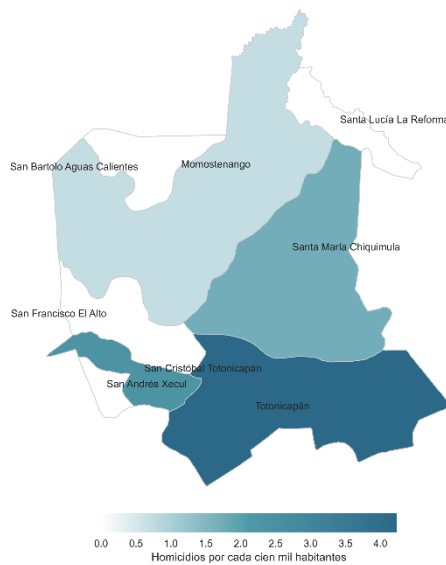 Santa Lucía La Reforma
San Bartolo Aguas Calientes
Momostenango
Santa María Chiquimula
San Francisco El Alto
San Cristóbal Totonicapán
San Andrés Xecul
Totonicapán
0.0 0.5 1.0 1.5 2.0 2.5 3.0 3.5 4.0
Homicidios por cada cien mil habitantes